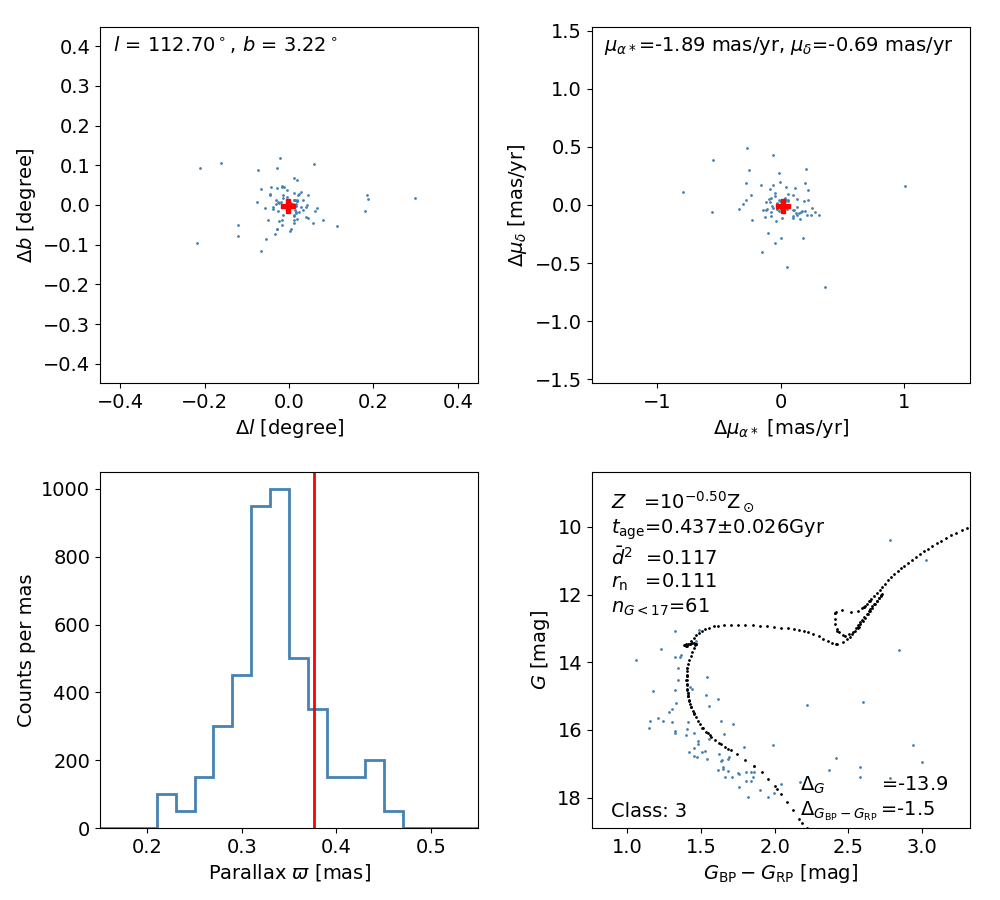 l = 112.70°, b = 3.22°
0.4
0.3
0.2
0.1
0.0
−0.1
−0.2
−0.3
−0.4
Δb [degree]
−0.4 −0.2 0.0 0.2 0.4
Δl [degree]
μα*=-1.89 mas/yr, μδ=-0.69 mas/yr
1.5
1.0
0.5
0.0
−0.5
−1.0
−1.5
Δμδ [mas/yr]
−1 0 1
Δμα* [mas/yr]
1000
800
600
400
200
0
Counts per mas
0.2 0.3 0.4 0.5
Parallax ϖ [mas]
Z =10^−0.50 Z⊙
tage=0.437±0.026Gyr
d̄² =0.117
rn =0.111
nG<17=61
ΔG =-13.9
ΔGBP−GRP=-1.5
Class: 3
10
12
14
16
18
G [mag]
1.0 1.5 2.0 2.5 3.0
GBP − GRP [mag]